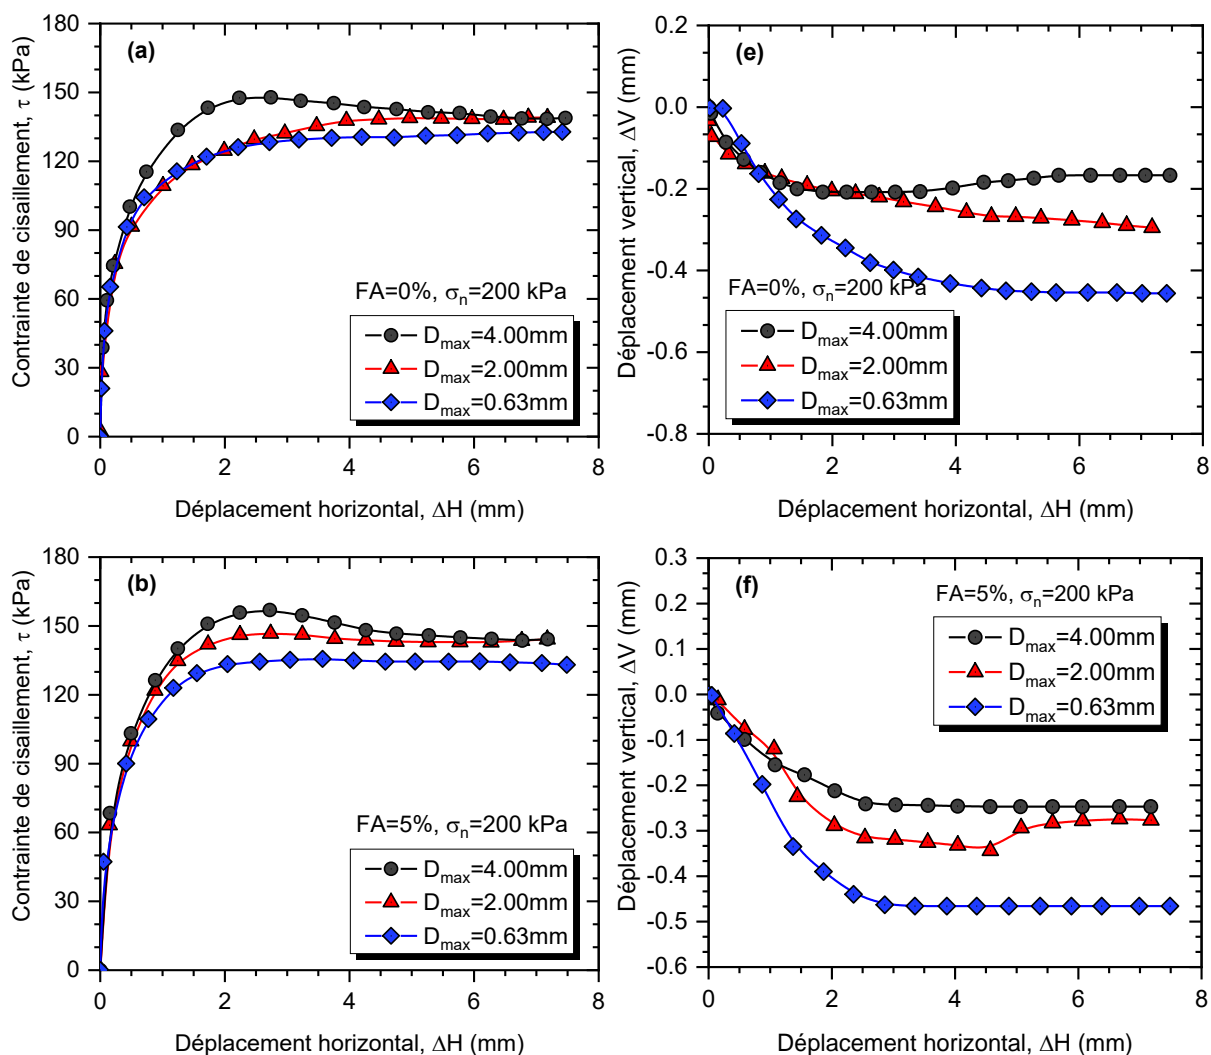 (a)
Contrainte de cisaillement, τ (kPa)
180
150
120
90
60
30
0
FA=0%, σn=200 kPa
Dmax=4.00mm
Dmax=2.00mm
Dmax=0.63mm
0 2 4 6 8
Déplacement horizontal, ΔH (mm)
(e)
Déplacement vertical, ΔV (mm)
0.2
0.0
-0.2
-0.4
-0.6
-0.8
FA=0%, σn=200 kPa
Dmax=4.00mm
Dmax=2.00mm
Dmax=0.63mm
0 2 4 6 8
Déplacement horizontal, ΔH (mm)
(b)
Contrainte de cisaillement, τ (kPa)
180
150
120
90
60
30
0
FA=5%, σn=200 kPa
Dmax=4.00mm
Dmax=2.00mm
Dmax=0.63mm
0 2 4 6 8
Déplacement horizontal, ΔH (mm)
(f)
Déplacement vertical, ΔV (mm)
0.3
0.2
0.1
0.0
-0.1
-0.2
-0.3
-0.4
-0.5
-0.6
FA=5%, σn=200 kPa
Dmax=4.00mm
Dmax=2.00mm
Dmax=0.63mm
0 2 4 6 8
Déplacement horizontal, ΔH (mm)